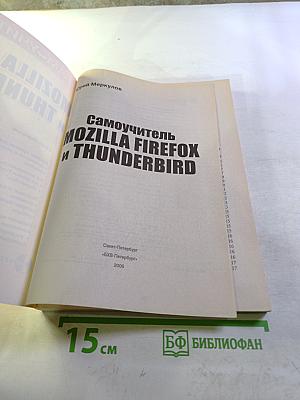 Меркулов
Самоучитель
MOZILLA FIREFOX
и THUNDERBIRD
Санкт-Петербург
«БХВ-Петербург»
2006
15 см
БФ БИБЛИОФАН